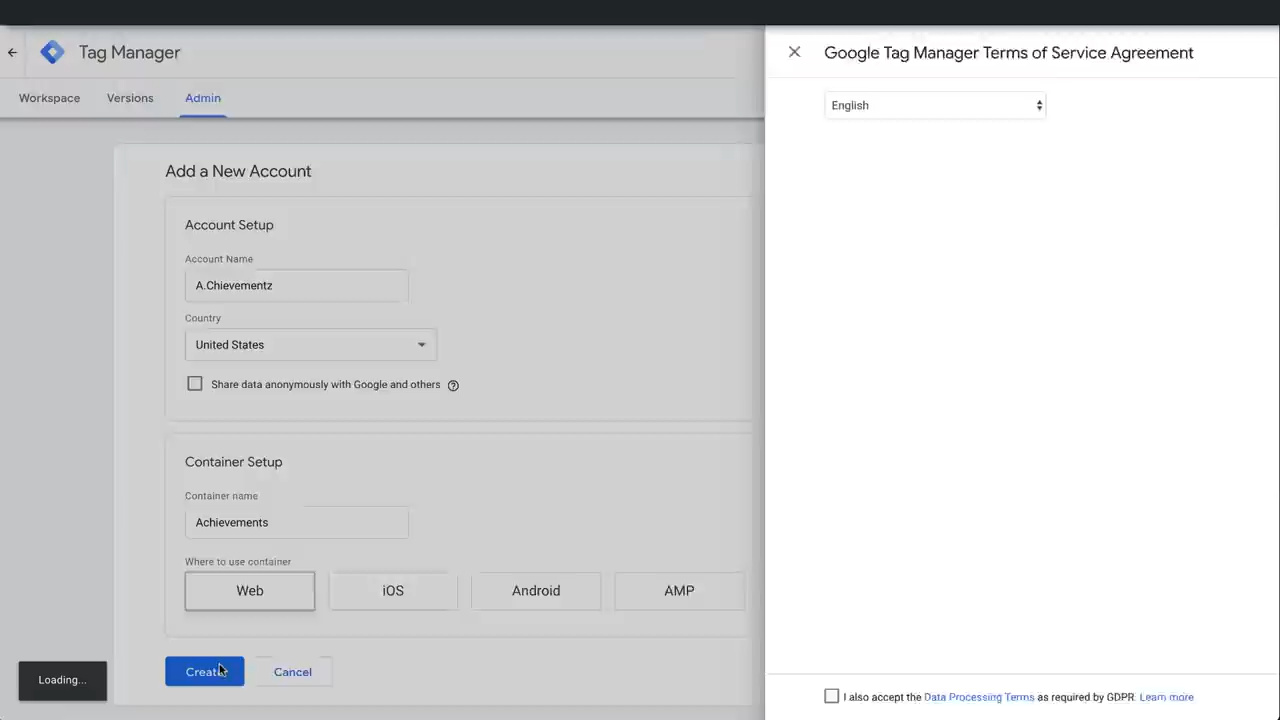 Tag Manager
Google Tag Manager Terms of Service Agreement
Workspace
Versions
Admin
English
Add a New Account
Account Setup
Account Name
A.Chievementz
Country
United States
Share data anonymously with Google and others
Container Setup
Container name
Achievements
Where to use container
Web
iOS
Android
AMP
Create
Cancel
Loading...
I also accept the Data Processing Terms as required by GDPR. Learn more